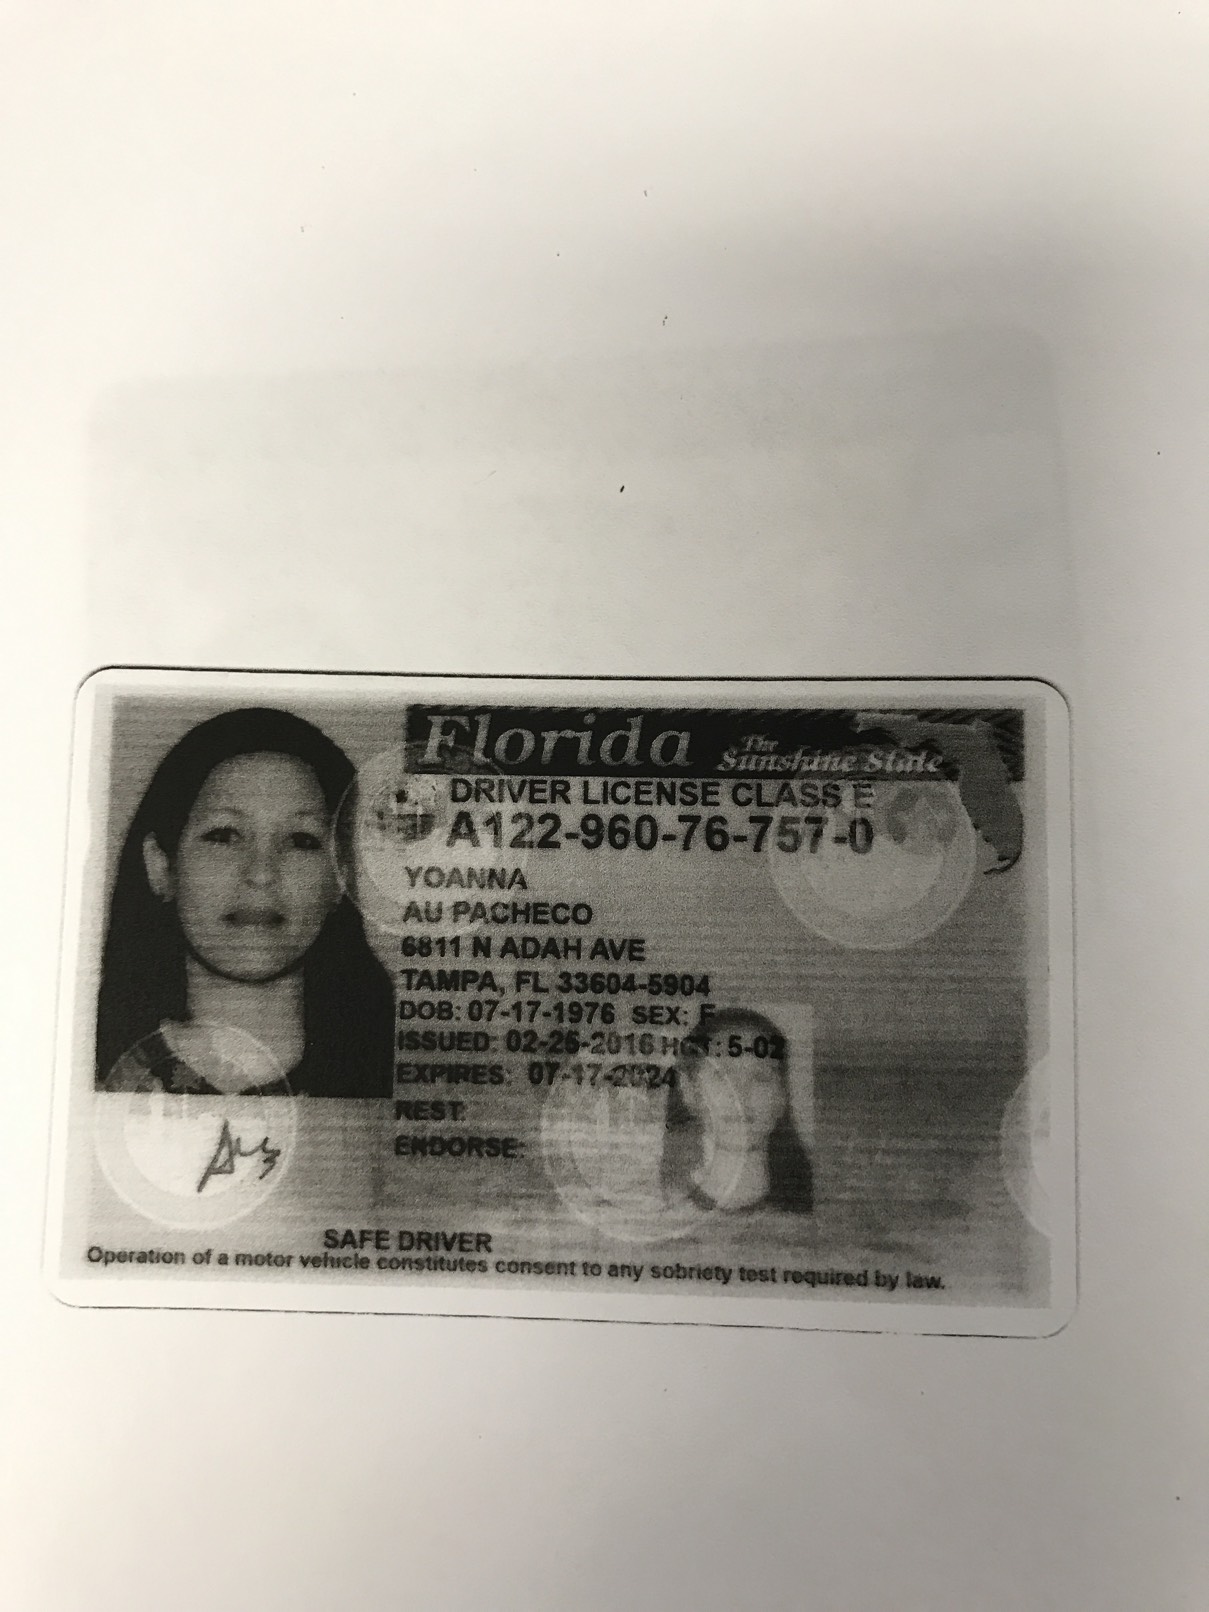 Florida The Sunshine State
DRIVER LICENSE CLASS E
A122-960-76-757-0
YOANNA
AU PACHECO
6811 N ADAH AVE
TAMPA, FL 33604-5904
DOB: 07-17-1976 SEX: F
ISSUED: 02-25-2016 HGT: 5-02
EXPIRES: 07-17-2024
REST:
ENDORSE:
SAFE DRIVER
Operation of a motor vehicle constitutes consent to any sobriety test required by law.